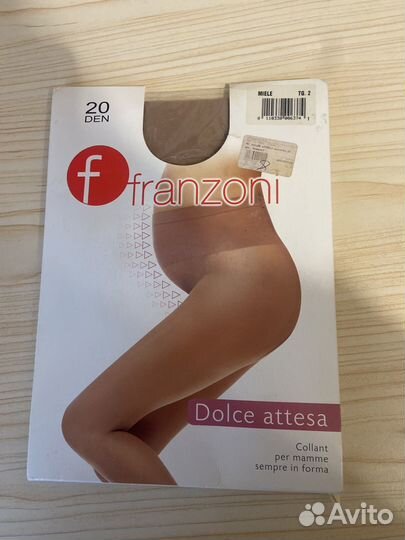 20
DEN
MIELE TG. 2
f franzoni
Dolce attesa
Collant
per mamme
sempre in forma
Avito